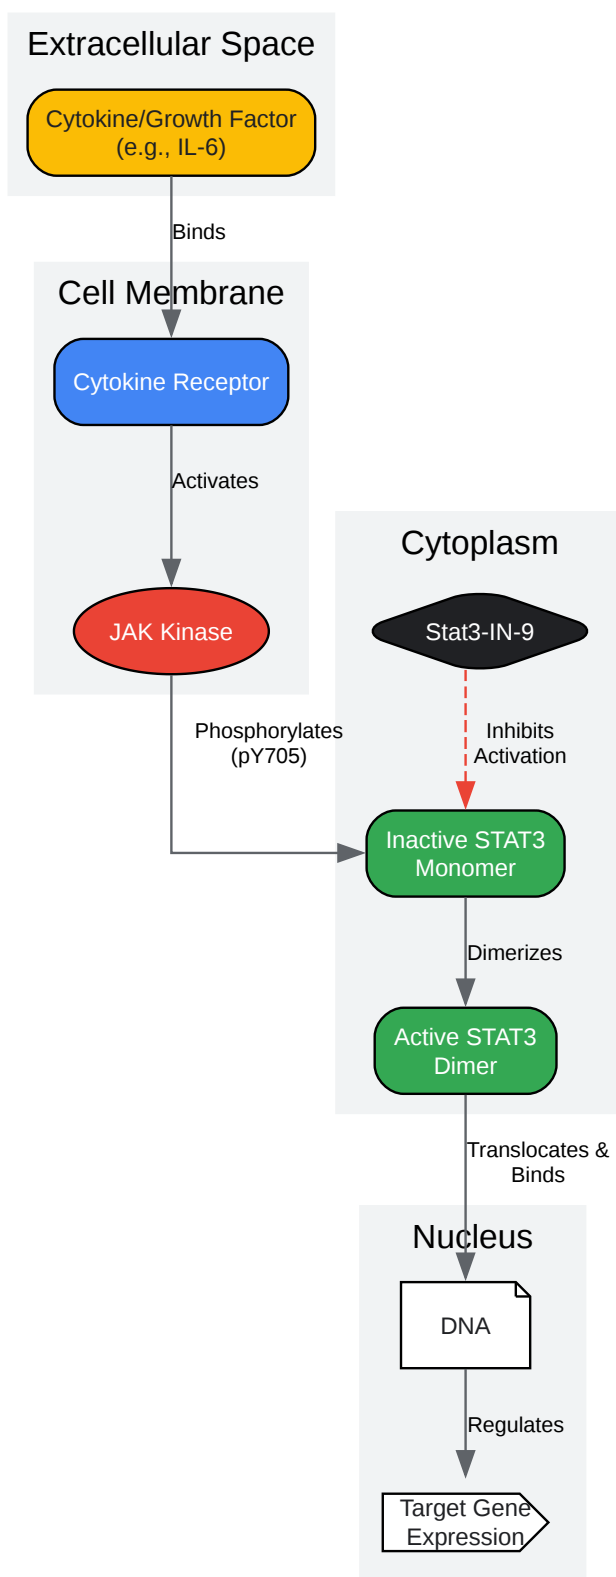 Extracellular Space
Cytokine/Growth Factor
(e.g., IL-6)
Binds
Cell Membrane
Cytokine Receptor
Activates
JAK Kinase
Cytoplasm
Stat3-IN-9
Phosphorylates
(pY705)
Inhibits
Activation
Inactive STAT3
Monomer
Dimerizes
Active STAT3
Dimer
Translocates &
Binds
Nucleus
DNA
Regulates
Target Gene
Expression